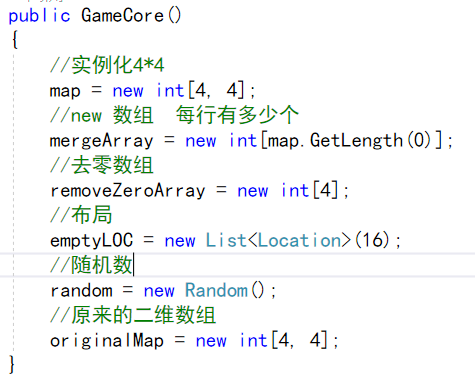 public GameCore()
{
//实例化4*4
map = new int[4, 4];
//new 数组  每行有多少个
mergeArray = new int[map.GetLength(0)];
//去零数组
removeZeroArray = new int[4];
//布局
emptyLOC = new List<Location>(16);
//随机数
random = new Random();
//原来的二维数组
originalMap = new int[4, 4];
}